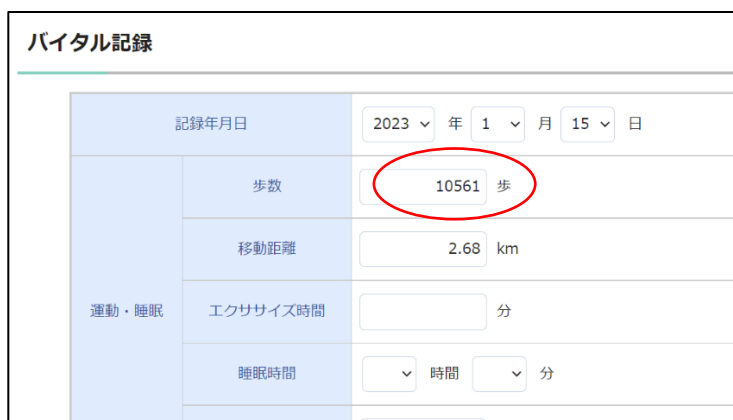 バイタル記録
記録年月日 2023 年 1 月 15 日
歩数 10561 歩
移動距離 2.68 km
運動・睡眠
エクササイズ時間 分
睡眠時間 時間 分